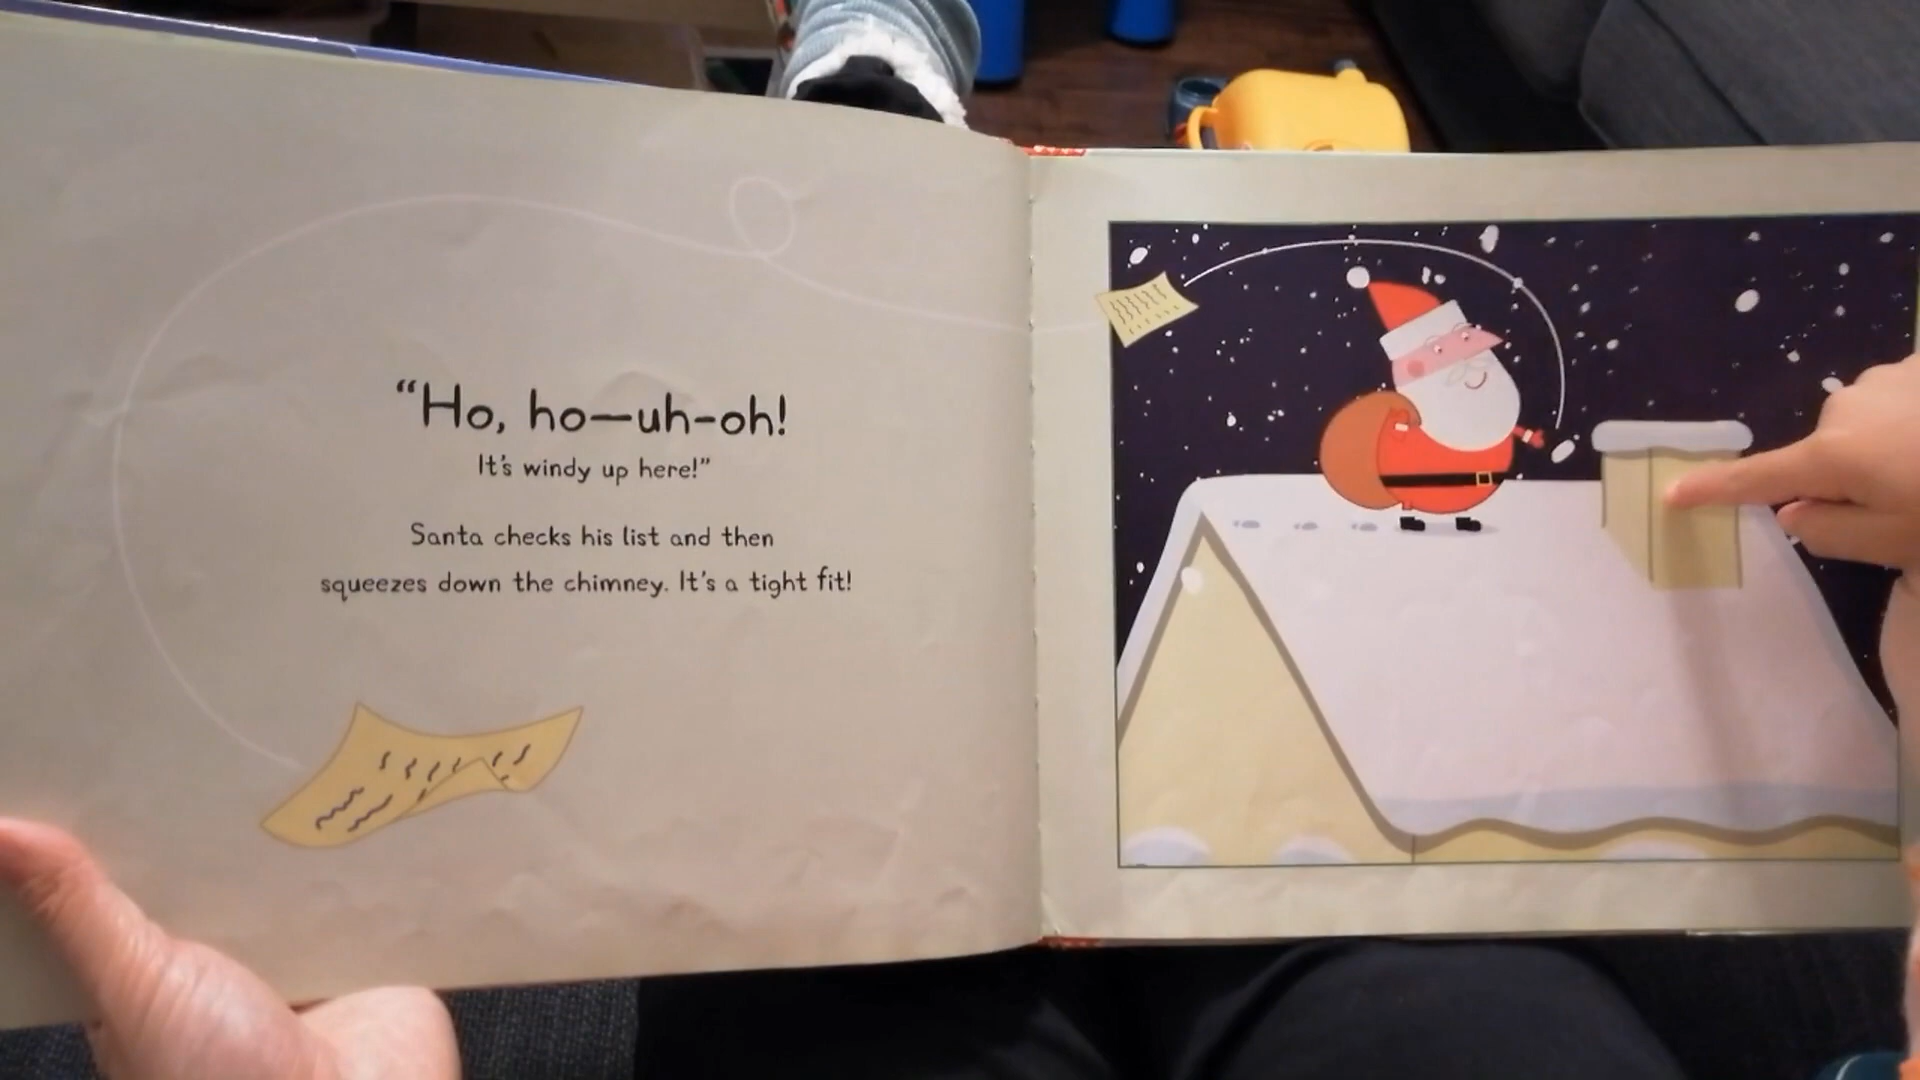 “Ho, ho—uh-oh!
It’s windy up here!”
Santa checks his list and then
squeezes down the chimney. It’s a tight fit!